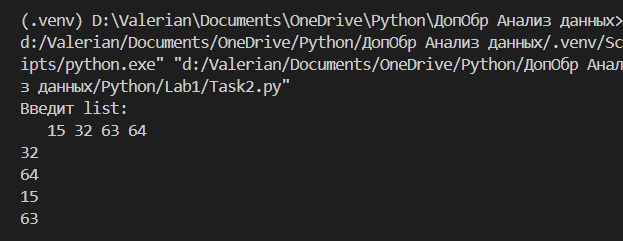 (.venv) D:\Valerian\Documents\OneDrive\Python\ДопОбр Анализ данных>
d:/Valerian/Documents/OneDrive/Python/ДопОбр Анализ данных/.venv/Sc
ipts/python.exe" "d:/Valerian/Documents/OneDrive/Python/ДопОбр Анал
з данных/Python/Lab1/Task2.py"
Введит list:
15 32 63 64
32
64
15
63